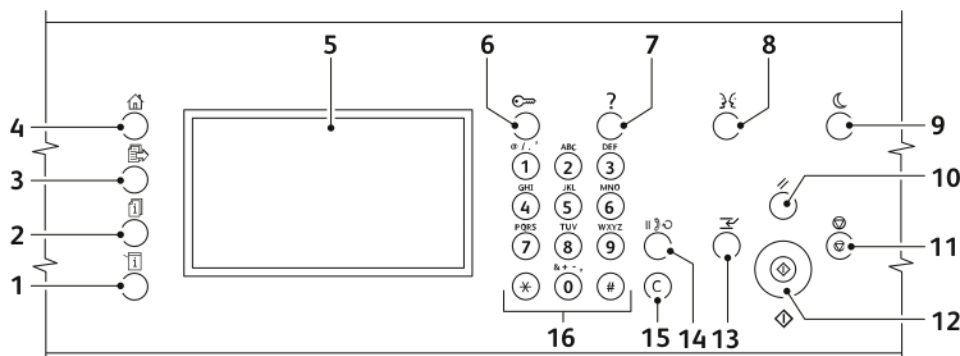 5 6 7 8
?
4 9
@ / . ' ABC DEF
1 2 3
3 10
GHI JKL MNO
4 5 6
2
PQRS TUV WXYZ
7 8 9 11
& + - ,
1 * 0 # C
12
16 15 14 13